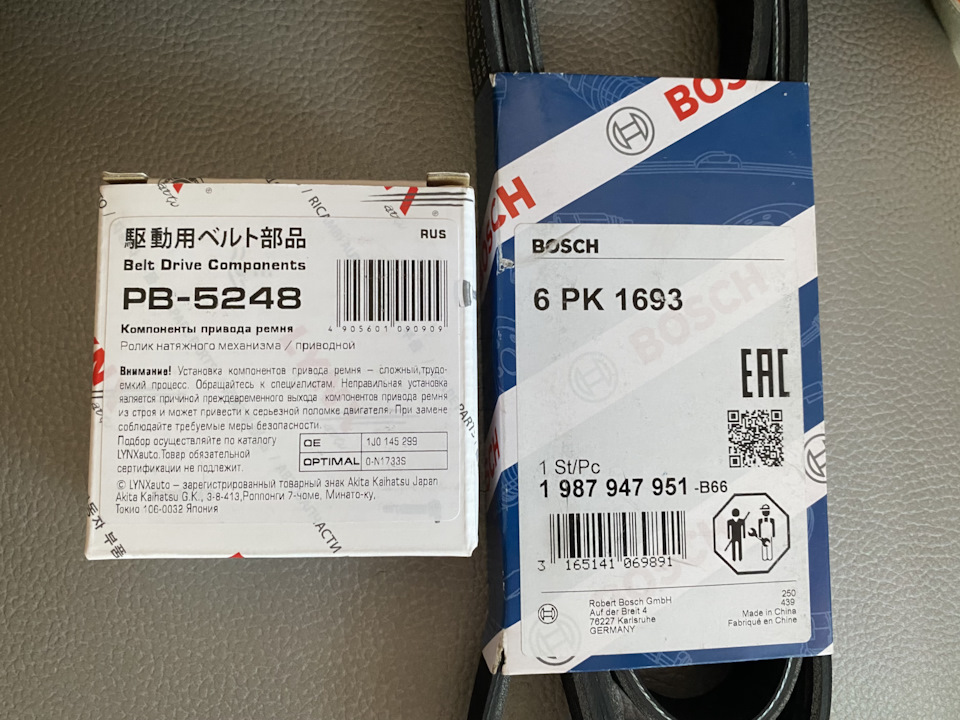 駆動用ベルト部品
RUS
Belt Drive Components
PB-5248
4 905601 090909
Компоненты привода ремня
Ролик натяжного механизма / приводной
Внимание! Установка компонентов привода ремня – сложный,трудо-
емкий процесс. Обращайтесь к специалистам. Неправильная установка
является причиной преждевременного выхода компонентов привода ремня
из строя и может привести к серьезной поломке двигателя. При замене
соблюдайте требуемые меры безопасности.
Подбор осуществляйте по каталогу
LYNXauto.Товар обязательной
сертификации не подлежит.
OE 1J0 145 299
OPTIMAL 0-N1733S
© LYNXauto – зарегистрированный товарный знак Akita Kaihatsu Japan
Akita Kaihatsu G.K., 3-8-413,Роппонги 7-чоме, Минато-ку,
Токио 106-0032 Япония
BOSCH
6 PK 1693
BOSCH
EAC
1 St/Pc
1 987 947 951 -B66
3 165141 069891
Robert Bosch GmbH
Auf der Breit 4
76227 Karlsruhe
GERMANY
250
439
Made in China
Fabriqué en Chine